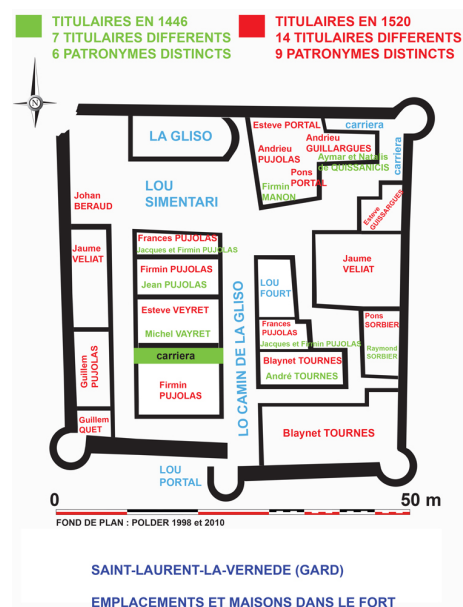 TITULAIRES EN 1446
7 TITULAIRES DIFFERENTS
6 PATRONYMES DISTINCTS
TITULAIRES EN 1520
14 TITULAIRES DIFFERENTS
9 PATRONYMES DISTINCTS
N
LA GLISO
Esteve PORTAL
carriera
Andrieu
GUILLARGUES
Andrieu
PUJOLAS
Aymar et Natalis
de QUISSANICIS
carriera
Pons
PORTAL
Firmin
MANON
LOU
SIMENTARI
Johan
BERAUD
Esteve
GUISSARGUES
Frances PUJOLAS
Jacques et Firmin PUJOLAS
Jaume
VELIAT
Firmin PUJOLAS
Jean PUJOLAS
Jaume
VELIAT
LOU
FOURT
Esteve VEYRET
Michel VAYRET
LO CAMIN DE LA GLISO
Pons
SORBIER
Frances
PUJOLAS
Jacques et Firmin PUJOLAS
Raymond
SORBIER
carriera
Blaynet TOURNES
André TOURNES
Guillem
PUJOLAS
Firmin
PUJOLAS
Guillem
QUET
Blaynet TOURNES
LOU
PORTAL
0
50 m
FOND DE PLAN : POLDER 1998 et 2010
SAINT-LAURENT-LA-VERNEDE (GARD)
EMPLACEMENTS ET MAISONS DANS LE FORT